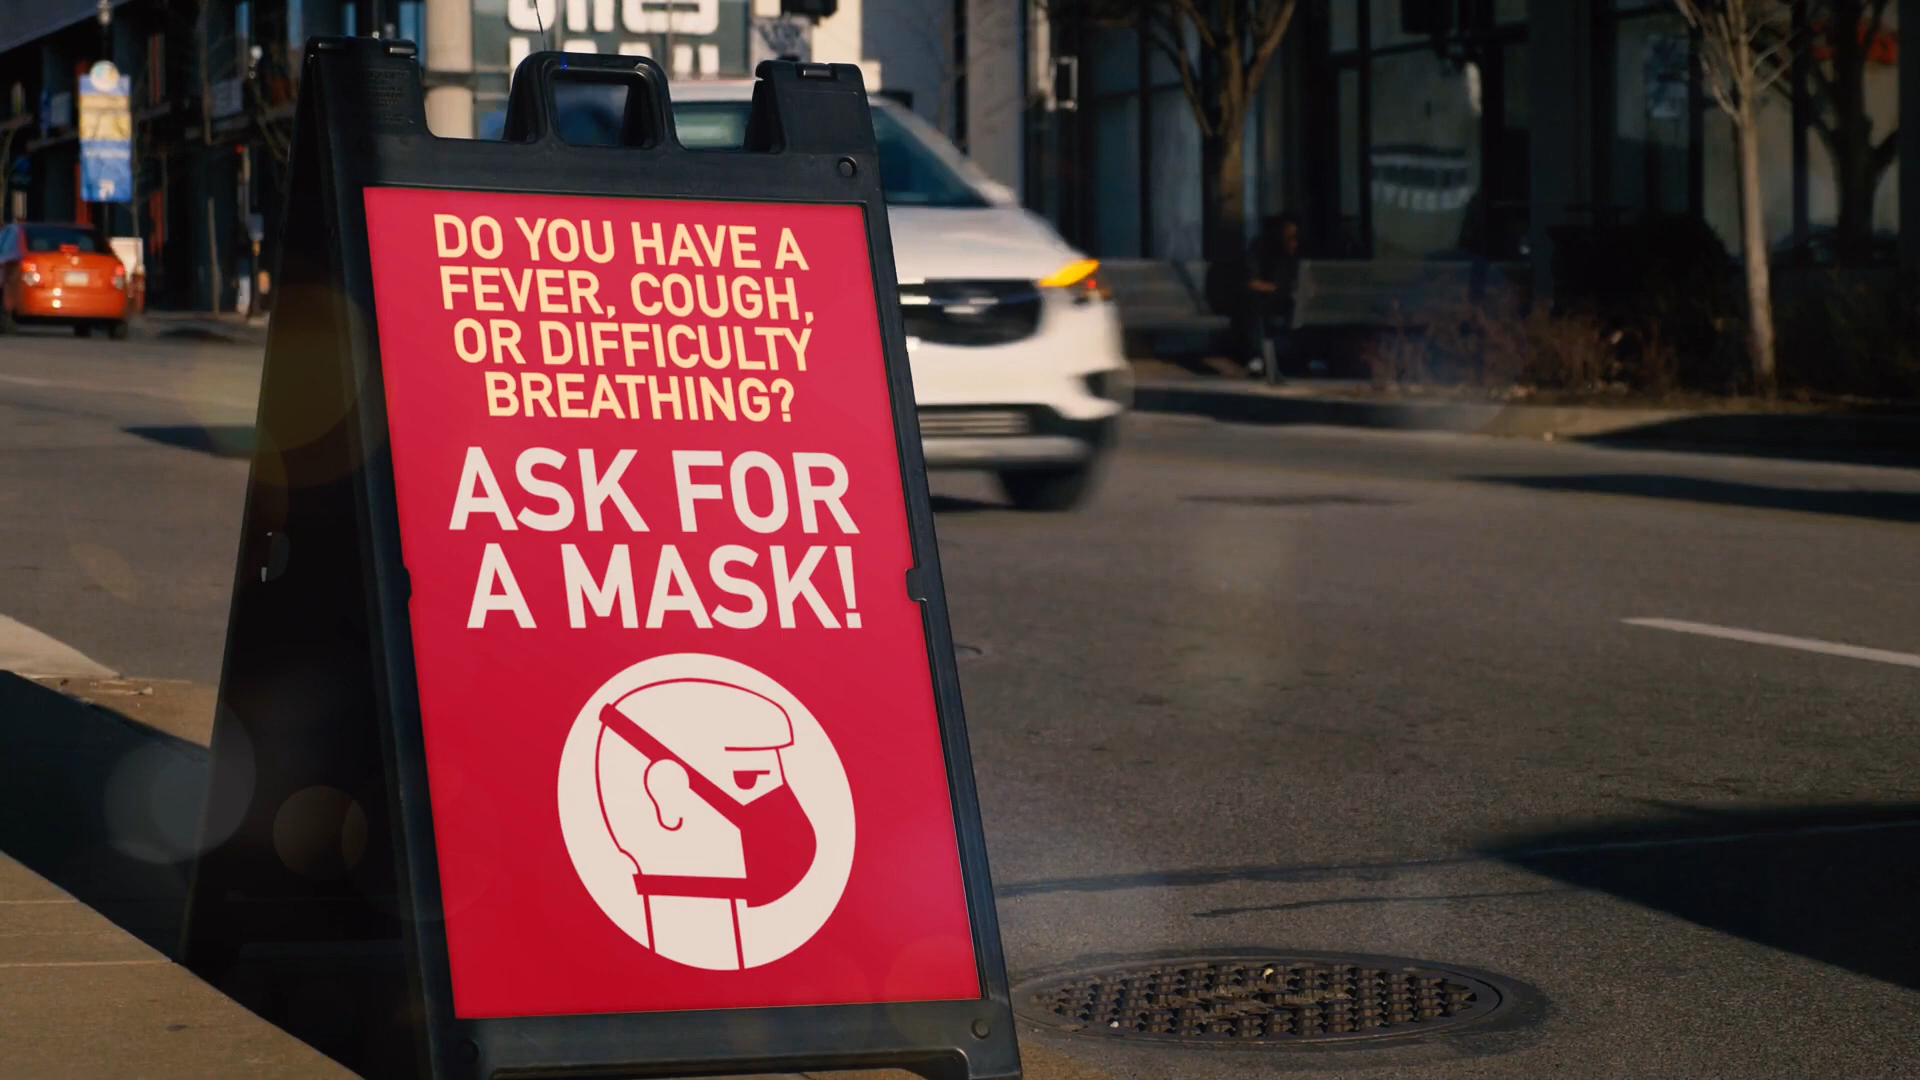 DO YOU HAVE A
FEVER, COUGH,
OR DIFFICULTY
BREATHING?
ASK FOR
A MASK!